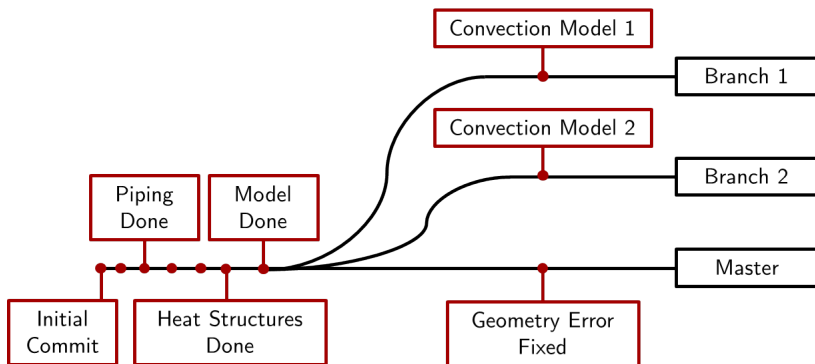 Convection Model 1
Branch 1
Convection Model 2
Branch 2
Piping
Done
Model
Done
Master
Initial
Commit
Heat Structures
Done
Geometry Error
Fixed